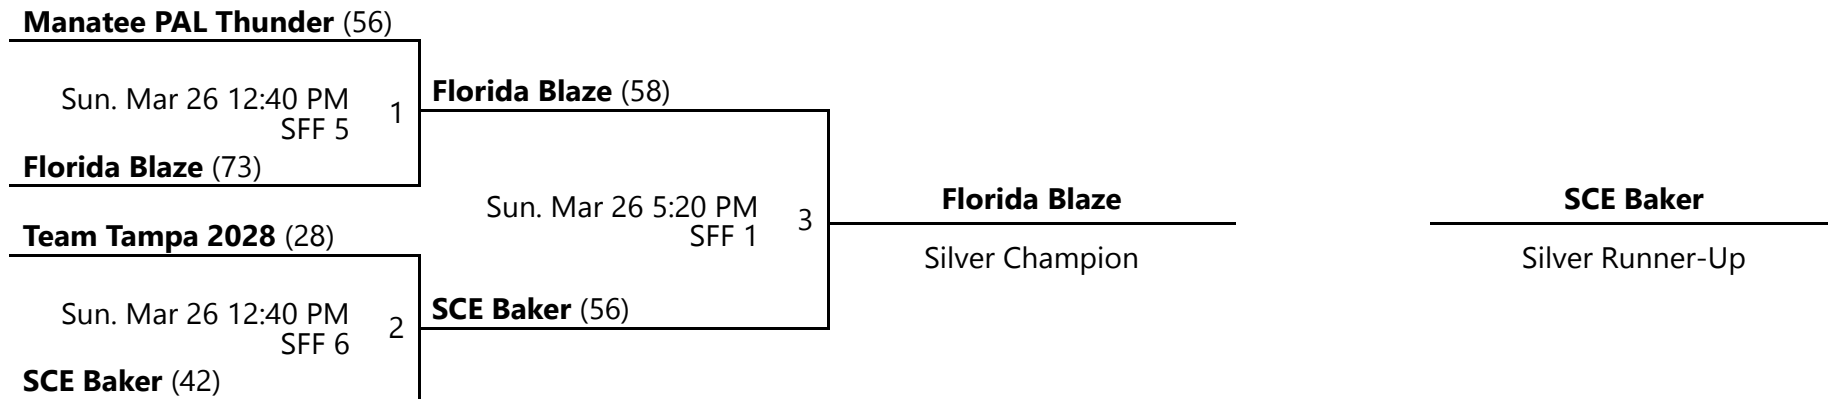 Manatee PAL Thunder (56)
Sun. Mar 26 12:40 PM
SFF 5
1
Florida Blaze (73)
Team Tampa 2028 (28)
Sun. Mar 26 12:40 PM
SFF 6
2
SCE Baker (42)
Florida Blaze (58)
Sun. Mar 26 5:20 PM
SFF 1
3
SCE Baker (56)
Florida Blaze
Silver Champion
SCE Baker
Silver Runner-Up